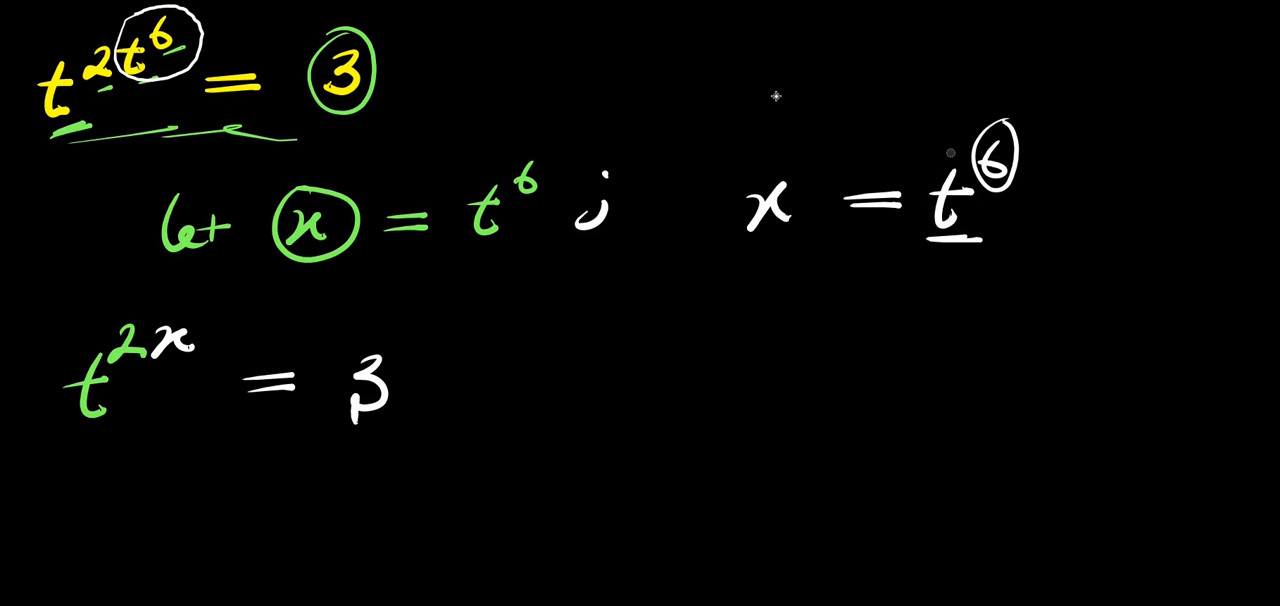 t^{2t^6} = 3
let x = t^6 ; x = t^6
t^{2x} = 3